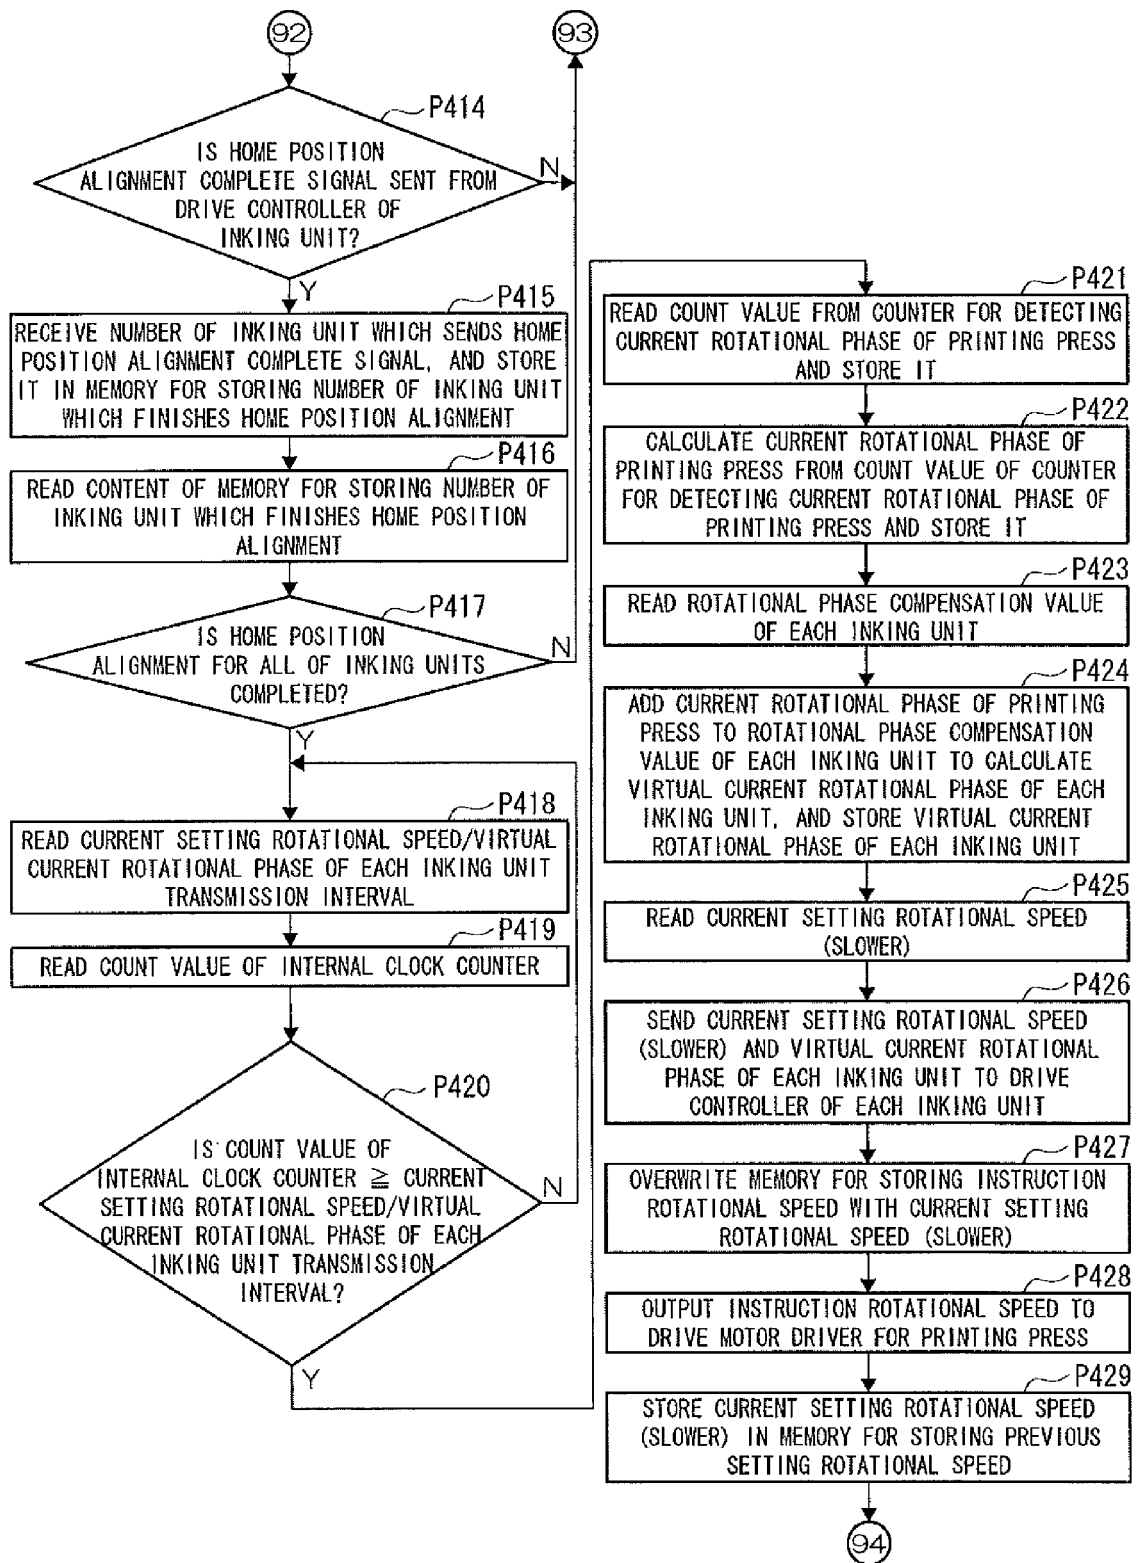 92
93
P414
IS HOME POSITION
ALIGNMENT COMPLETE SIGNAL SENT FROM
DRIVE CONTROLLER OF
INKING UNIT?
N
Y
P415
RECEIVE NUMBER OF INKING UNIT WHICH SENDS HOME
POSITION ALIGNMENT COMPLETE SIGNAL, AND STORE
IT IN MEMORY FOR STORING NUMBER OF INKING UNIT
WHICH FINISHES HOME POSITION ALIGNMENT
P416
READ CONTENT OF MEMORY FOR STORING NUMBER OF
INKING UNIT WHICH FINISHES HOME POSITION
ALIGNMENT
P417
IS HOME POSITION
ALIGNMENT FOR ALL OF INKING UNITS
COMPLETED?
N
Y
P418
READ CURRENT SETTING ROTATIONAL SPEED/VIRTUAL
CURRENT ROTATIONAL PHASE OF EACH INKING UNIT
TRANSMISSION INTERVAL
P419
READ COUNT VALUE OF INTERNAL CLOCK COUNTER
P420
IS COUNT VALUE OF
INTERNAL CLOCK COUNTER ≧ CURRENT
SETTING ROTATIONAL SPEED/VIRTUAL
CURRENT ROTATIONAL PHASE OF EACH
INKING UNIT TRANSMISSION
INTERVAL?
N
Y
P421
READ COUNT VALUE FROM COUNTER FOR DETECTING
CURRENT ROTATIONAL PHASE OF PRINTING PRESS
AND STORE IT
P422
CALCULATE CURRENT ROTATIONAL PHASE OF
PRINTING PRESS FROM COUNT VALUE OF COUNTER
FOR DETECTING CURRENT ROTATIONAL PHASE OF
PRINTING PRESS AND STORE IT
P423
READ ROTATIONAL PHASE COMPENSATION VALUE
OF EACH INKING UNIT
P424
ADD CURRENT ROTATIONAL PHASE OF PRINTING
PRESS TO ROTATIONAL PHASE COMPENSATION
VALUE OF EACH INKING UNIT TO CALCULATE
VIRTUAL CURRENT ROTATIONAL PHASE OF EACH
INKING UNIT, AND STORE VIRTUAL CURRENT
ROTATIONAL PHASE OF EACH INKING UNIT
P425
READ CURRENT SETTING ROTATIONAL SPEED
(SLOWER)
P426
SEND CURRENT SETTING ROTATIONAL SPEED
(SLOWER) AND VIRTUAL CURRENT ROTATIONAL
PHASE OF EACH INKING UNIT TO DRIVE
CONTROLLER OF EACH INKING UNIT
P427
OVERWRITE MEMORY FOR STORING INSTRUCTION
ROTATIONAL SPEED WITH CURRENT SETTING
ROTATIONAL SPEED (SLOWER)
P428
OUTPUT INSTRUCTION ROTATIONAL SPEED TO
DRIVE MOTOR DRIVER FOR PRINTING PRESS
P429
STORE CURRENT SETTING ROTATIONAL SPEED
(SLOWER) IN MEMORY FOR STORING PREVIOUS
SETTING ROTATIONAL SPEED
94